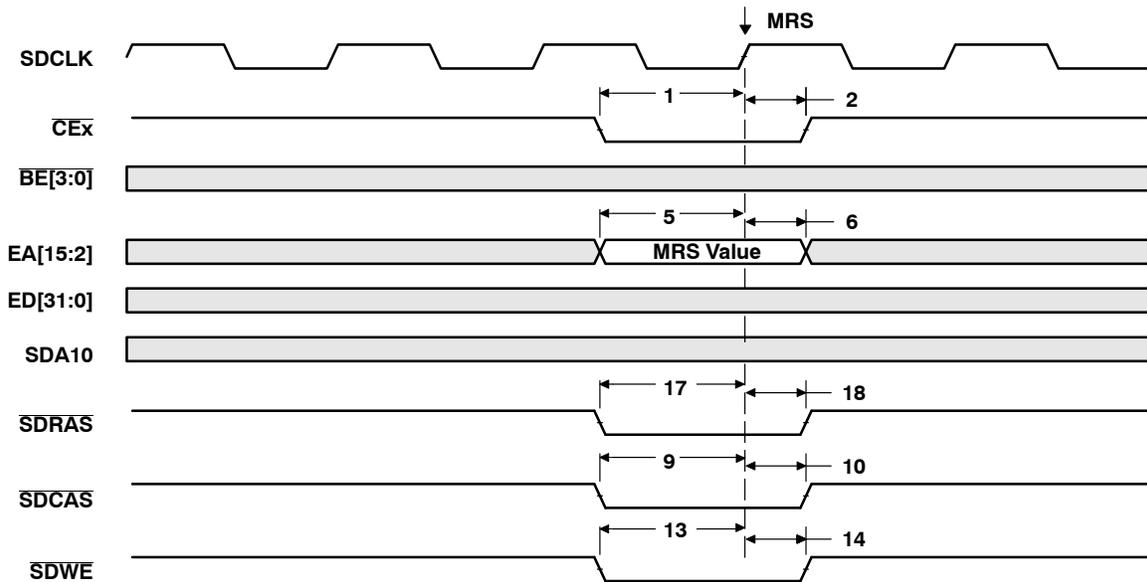 MRS
SDCLK
1
2
CEx
BE[3:0]
5
6
EA[15:2]
MRS Value
ED[31:0]
SDA10
17
18
SDRAS
9
10
SDCAS
13
14
SDWE